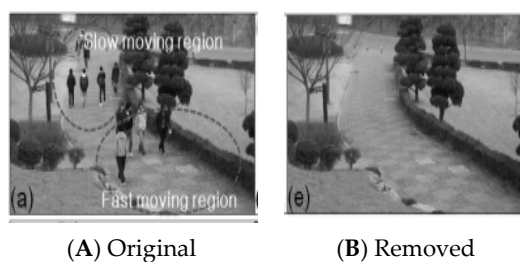 Slow moving region
(a)
Fast moving region
(e)
(A) Original
(B) Removed